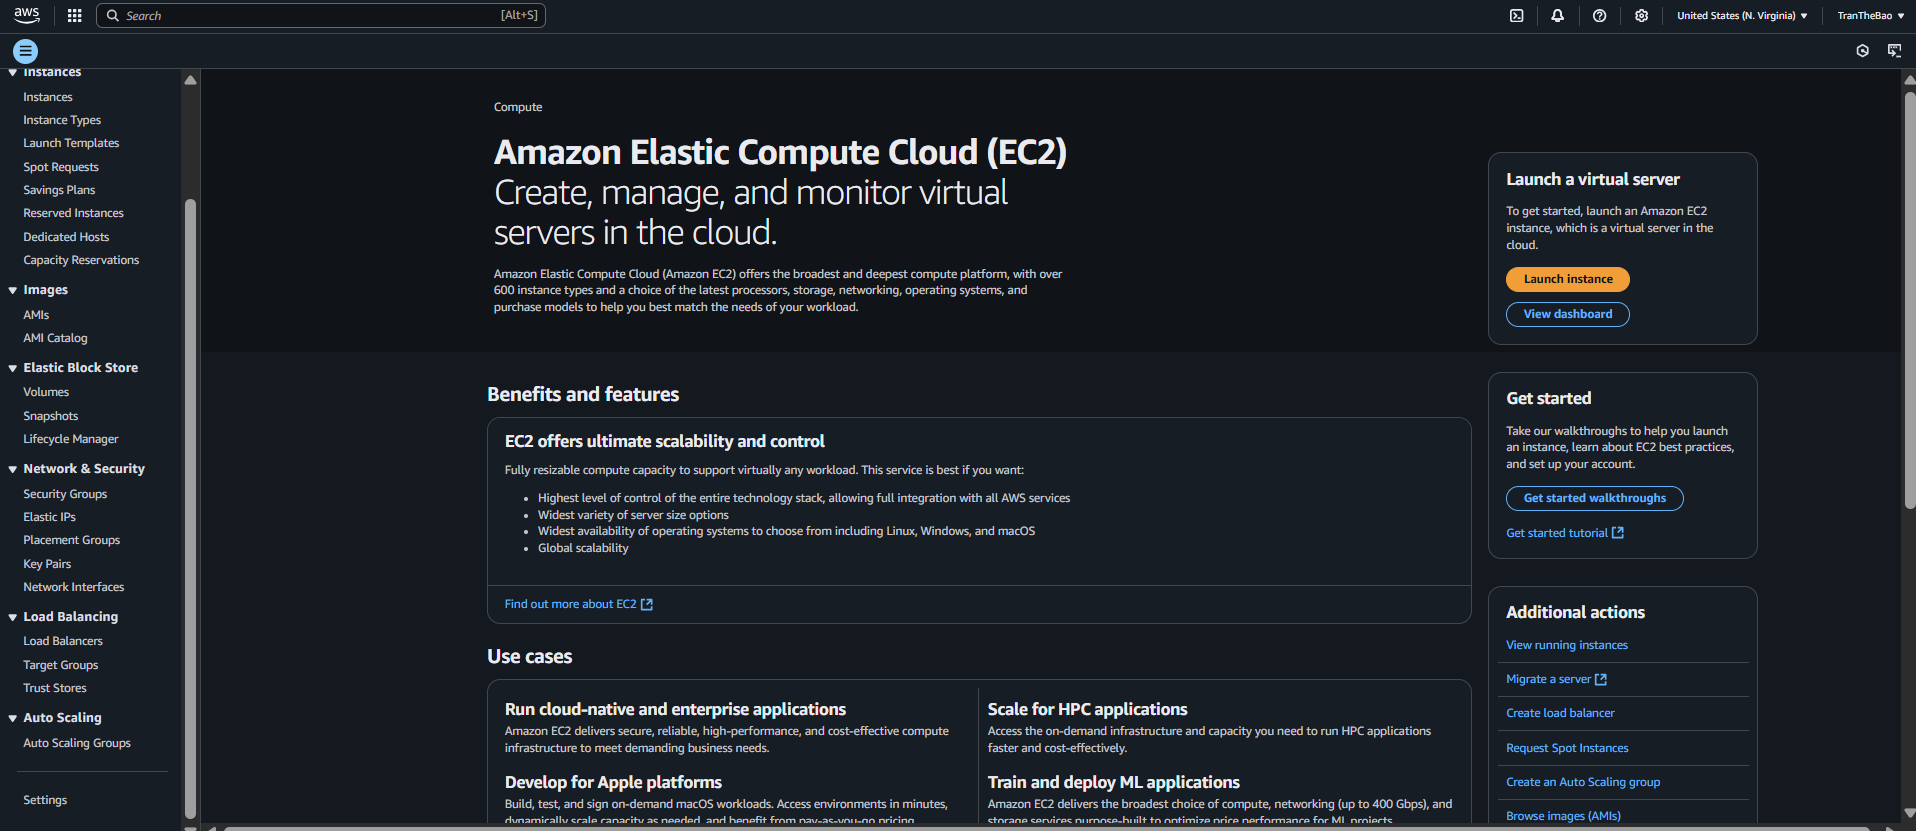 aws
Search
[Alt+S]
United States (N. Virginia)
TranTheBao
Instances
Instances
Instance Types
Launch Templates
Spot Requests
Savings Plans
Reserved Instances
Dedicated Hosts
Capacity Reservations
Images
AMIs
AMI Catalog
Elastic Block Store
Volumes
Snapshots
Lifecycle Manager
Network & Security
Security Groups
Elastic IPs
Placement Groups
Key Pairs
Network Interfaces
Load Balancing
Load Balancers
Target Groups
Trust Stores
Auto Scaling
Auto Scaling Groups
Settings
Compute
Amazon Elastic Compute Cloud (EC2)
Create, manage, and monitor virtual
servers in the cloud.
Amazon Elastic Compute Cloud (Amazon EC2) offers the broadest and deepest compute platform, with over
600 instance types and a choice of the latest processors, storage, networking, operating systems, and
purchase models to help you best match the needs of your workload.
Benefits and features
EC2 offers ultimate scalability and control
Fully resizable compute capacity to support virtually any workload. This service is best if you want:
• Highest level of control of the entire technology stack, allowing full integration with all AWS services
• Widest variety of server size options
• Widest availability of operating systems to choose from including Linux, Windows, and macOS
• Global scalability
Find out more about EC2
Use cases
Run cloud-native and enterprise applications
Amazon EC2 delivers secure, reliable, high-performance, and cost-effective compute
infrastructure to meet demanding business needs.
Develop for Apple platforms
Build, test, and sign on-demand macOS workloads. Access environments in minutes,
dynamically scale capacity as needed, and benefit from pay-as-you-go pricing.
Scale for HPC applications
Access the on-demand infrastructure and capacity you need to run HPC applications
faster and cost-effectively.
Train and deploy ML applications
Amazon EC2 delivers the broadest choice of compute, networking (up to 400 Gbps), and
storage services purpose-built to optimize price performance for ML projects.
Launch a virtual server
To get started, launch an Amazon EC2
instance, which is a virtual server in the
cloud.
Launch instance
View dashboard
Get started
Take our walkthroughs to help you launch
an instance, learn about EC2 best practices,
and set up your account.
Get started walkthroughs
Get started tutorial
Additional actions
View running instances
Migrate a server
Create load balancer
Request Spot Instances
Create an Auto Scaling group
Browse images (AMIs)